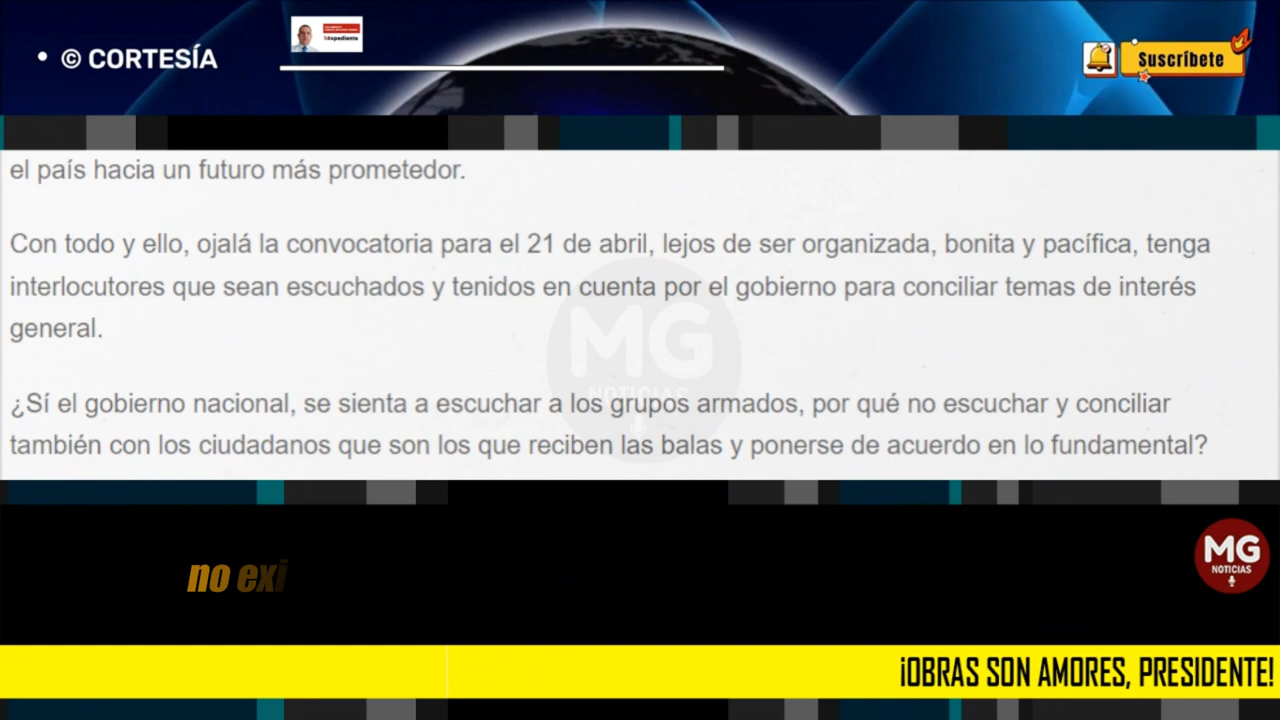 • © CORTESÍA
Expediente
Suscríbete
el país hacia un futuro más prometedor.
Con todo y ello, ojalá la convocatoria para el 21 de abril, lejos de ser organizada, bonita y pacífica, tenga
interlocutores que sean escuchados y tenidos en cuenta por el gobierno para conciliar temas de interés
general.
MG
NOTICIAS
¿Sí el gobierno nacional, se sienta a escuchar a los grupos armados, por qué no escuchar y conciliar
también con los ciudadanos que son los que reciben las balas y ponerse de acuerdo en lo fundamental?
no exi
MG
NOTICIAS
¡OBRAS SON AMORES, PRESIDENTE!